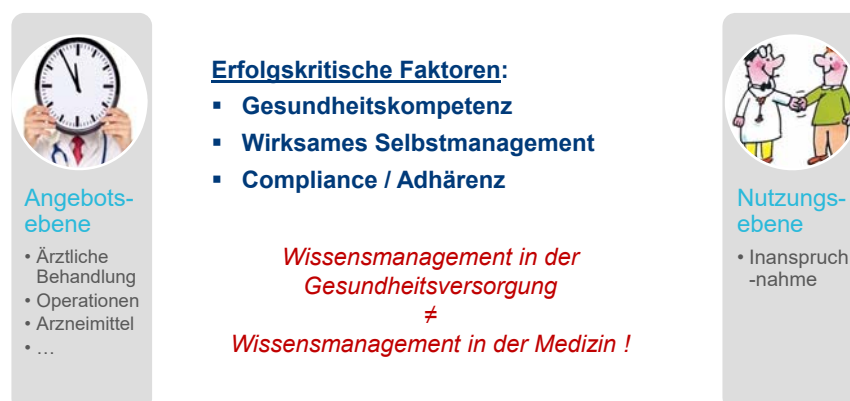 Angebots-
ebene
• Ärztliche
Behandlung
• Operationen
• Arzneimittel
• …
Erfolgskritische Faktoren:
▪ Gesundheitskompetenz
▪ Wirksames Selbstmanagement
▪ Compliance / Adhärenz
Wissensmanagement in der
Gesundheitsversorgung
≠
Wissensmanagement in der Medizin !
Nutzungs-
ebene
• Inanspruch
-nahme